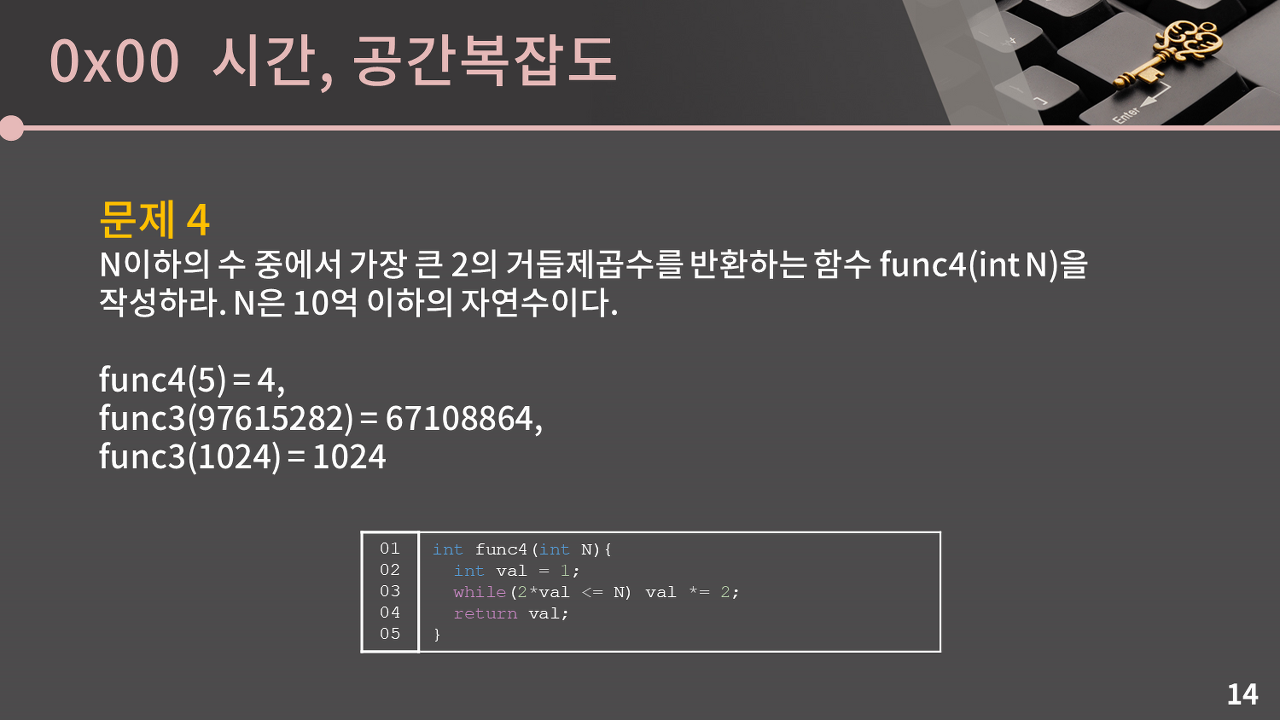 0x00 시간, 공간복잡도
Enter
문제 4
N이하의 수 중에서 가장 큰 2의 거듭제곱수를 반환하는 함수 func4(int N)을
작성하라. N은 10억 이하의 자연수이다.
func4(5) = 4,
func3(97615282) = 67108864,
func3(1024) = 1024
01 int func4(int N){
02 int val = 1;
03 while(2*val <= N) val *= 2;
04 return val;
05 }
14